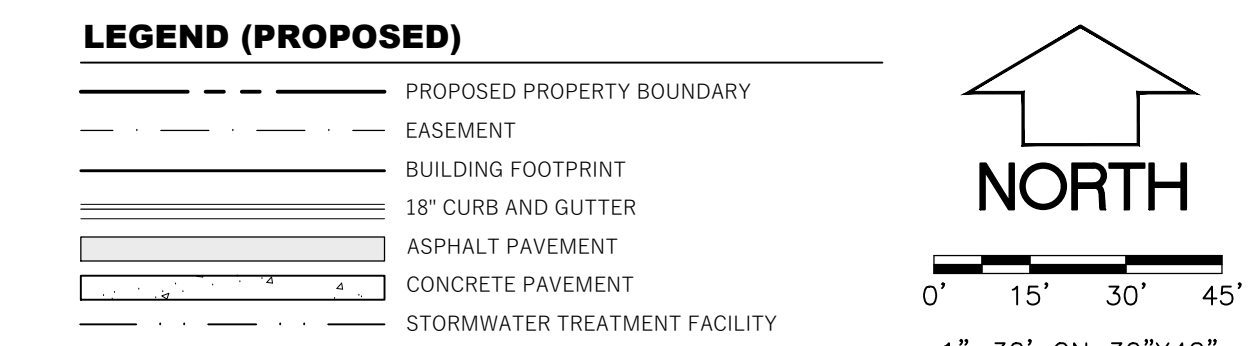 LEGEND (PROPOSED)
PROPOSED PROPERTY BOUNDARY
EASEMENT
BUILDING FOOTPRINT
18" CURB AND GUTTER
ASPHALT PAVEMENT
CONCRETE PAVEMENT
STORMWATER TREATMENT FACILITY
NORTH
0' 15' 30' 45'